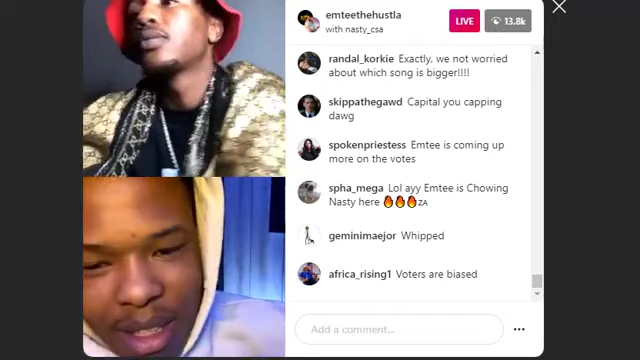 emteethehustla
with nasty_csa
LIVE
13.8k
randal_korkie Exactly, we not worried
about which song is bigger!!!!
skippathegawd Capital you capping
dawg
spokenpriestess Emtee is coming up
more on the votes
spha_mega Lol ayy Emtee is Chowing
Nasty here 🔥🔥🔥ZA
geminimaejor Whipped
africa_rising1 Voters are biased
Add a comment...